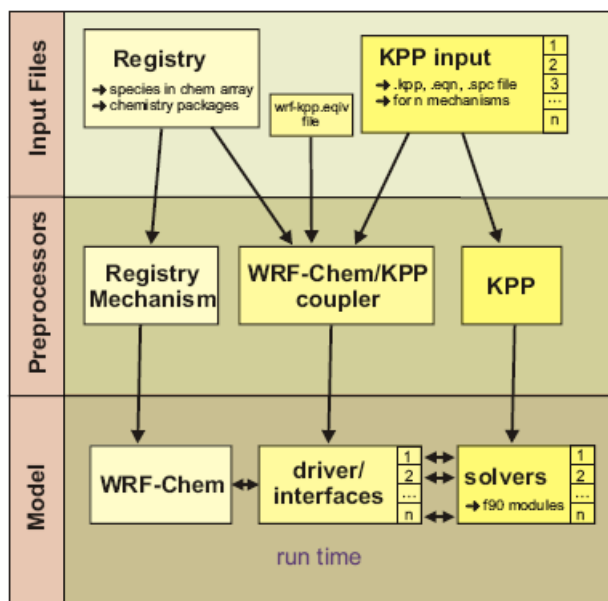 Input Files
Registry
➔ species in chem array
➔ chemistry packages
wrf-kpp.eqiv
file
KPP input
➔ .kpp, .eqn, .spc file
➔ for n mechanisms
1
2
3
...
n
Preprocessors
Registry
Mechanism
WRF-Chem/KPP
coupler
KPP
Model
WRF-Chem
driver/
interfaces
1
2
...
n
solvers
➔ f90 modules
1
2
...
n
run time